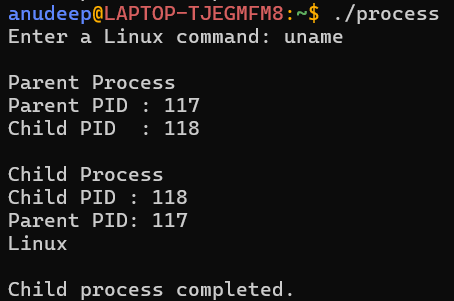 anudeep@LAPTOP-TJEGMFM8:~$ ./process
Enter a Linux command: uname
Parent Process
Parent PID : 117
Child PID  : 118
Child Process
Child PID : 118
Parent PID: 117
Linux
Child process completed.